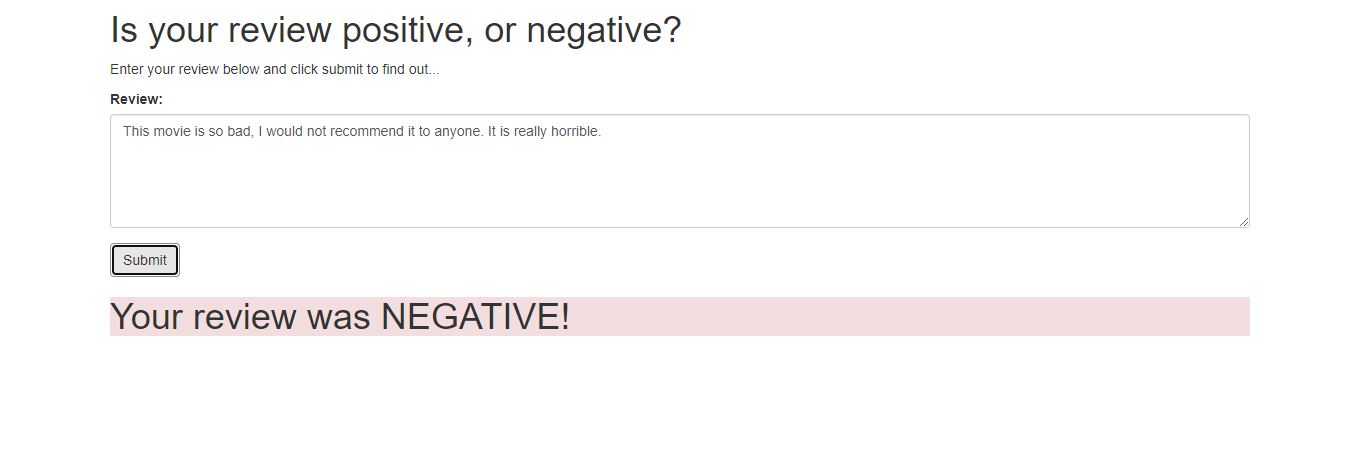 Is your review positive, or negative?
Enter your review below and click submit to find out...
Review:
This movie is so bad, I would not recommend it to anyone. It is really horrible.
Submit
Your review was NEGATIVE!